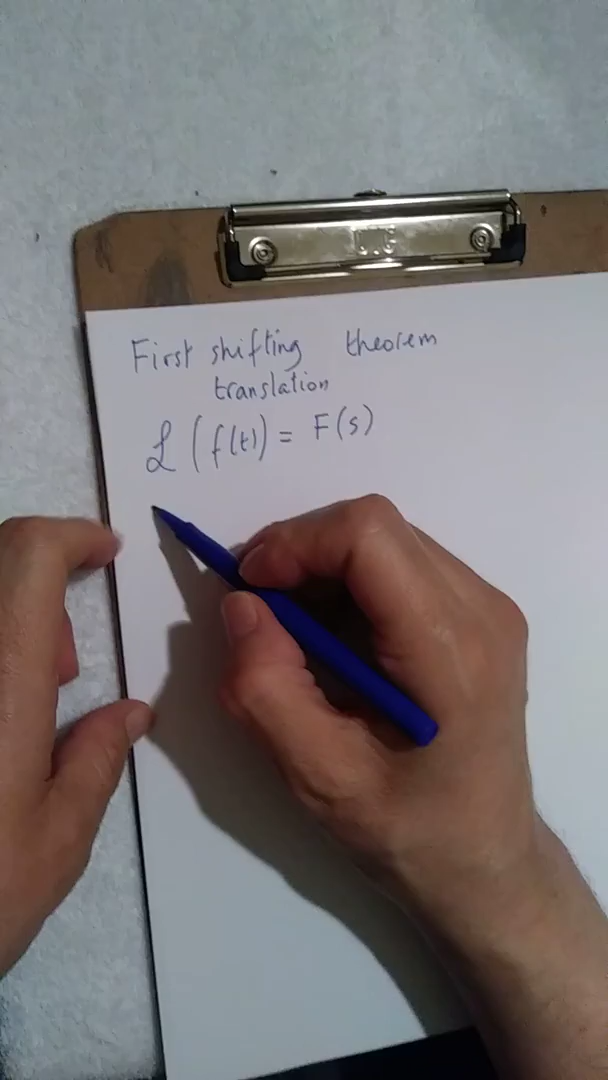 First shifting theorem
translation
ℒ (f(t)) = F(s)